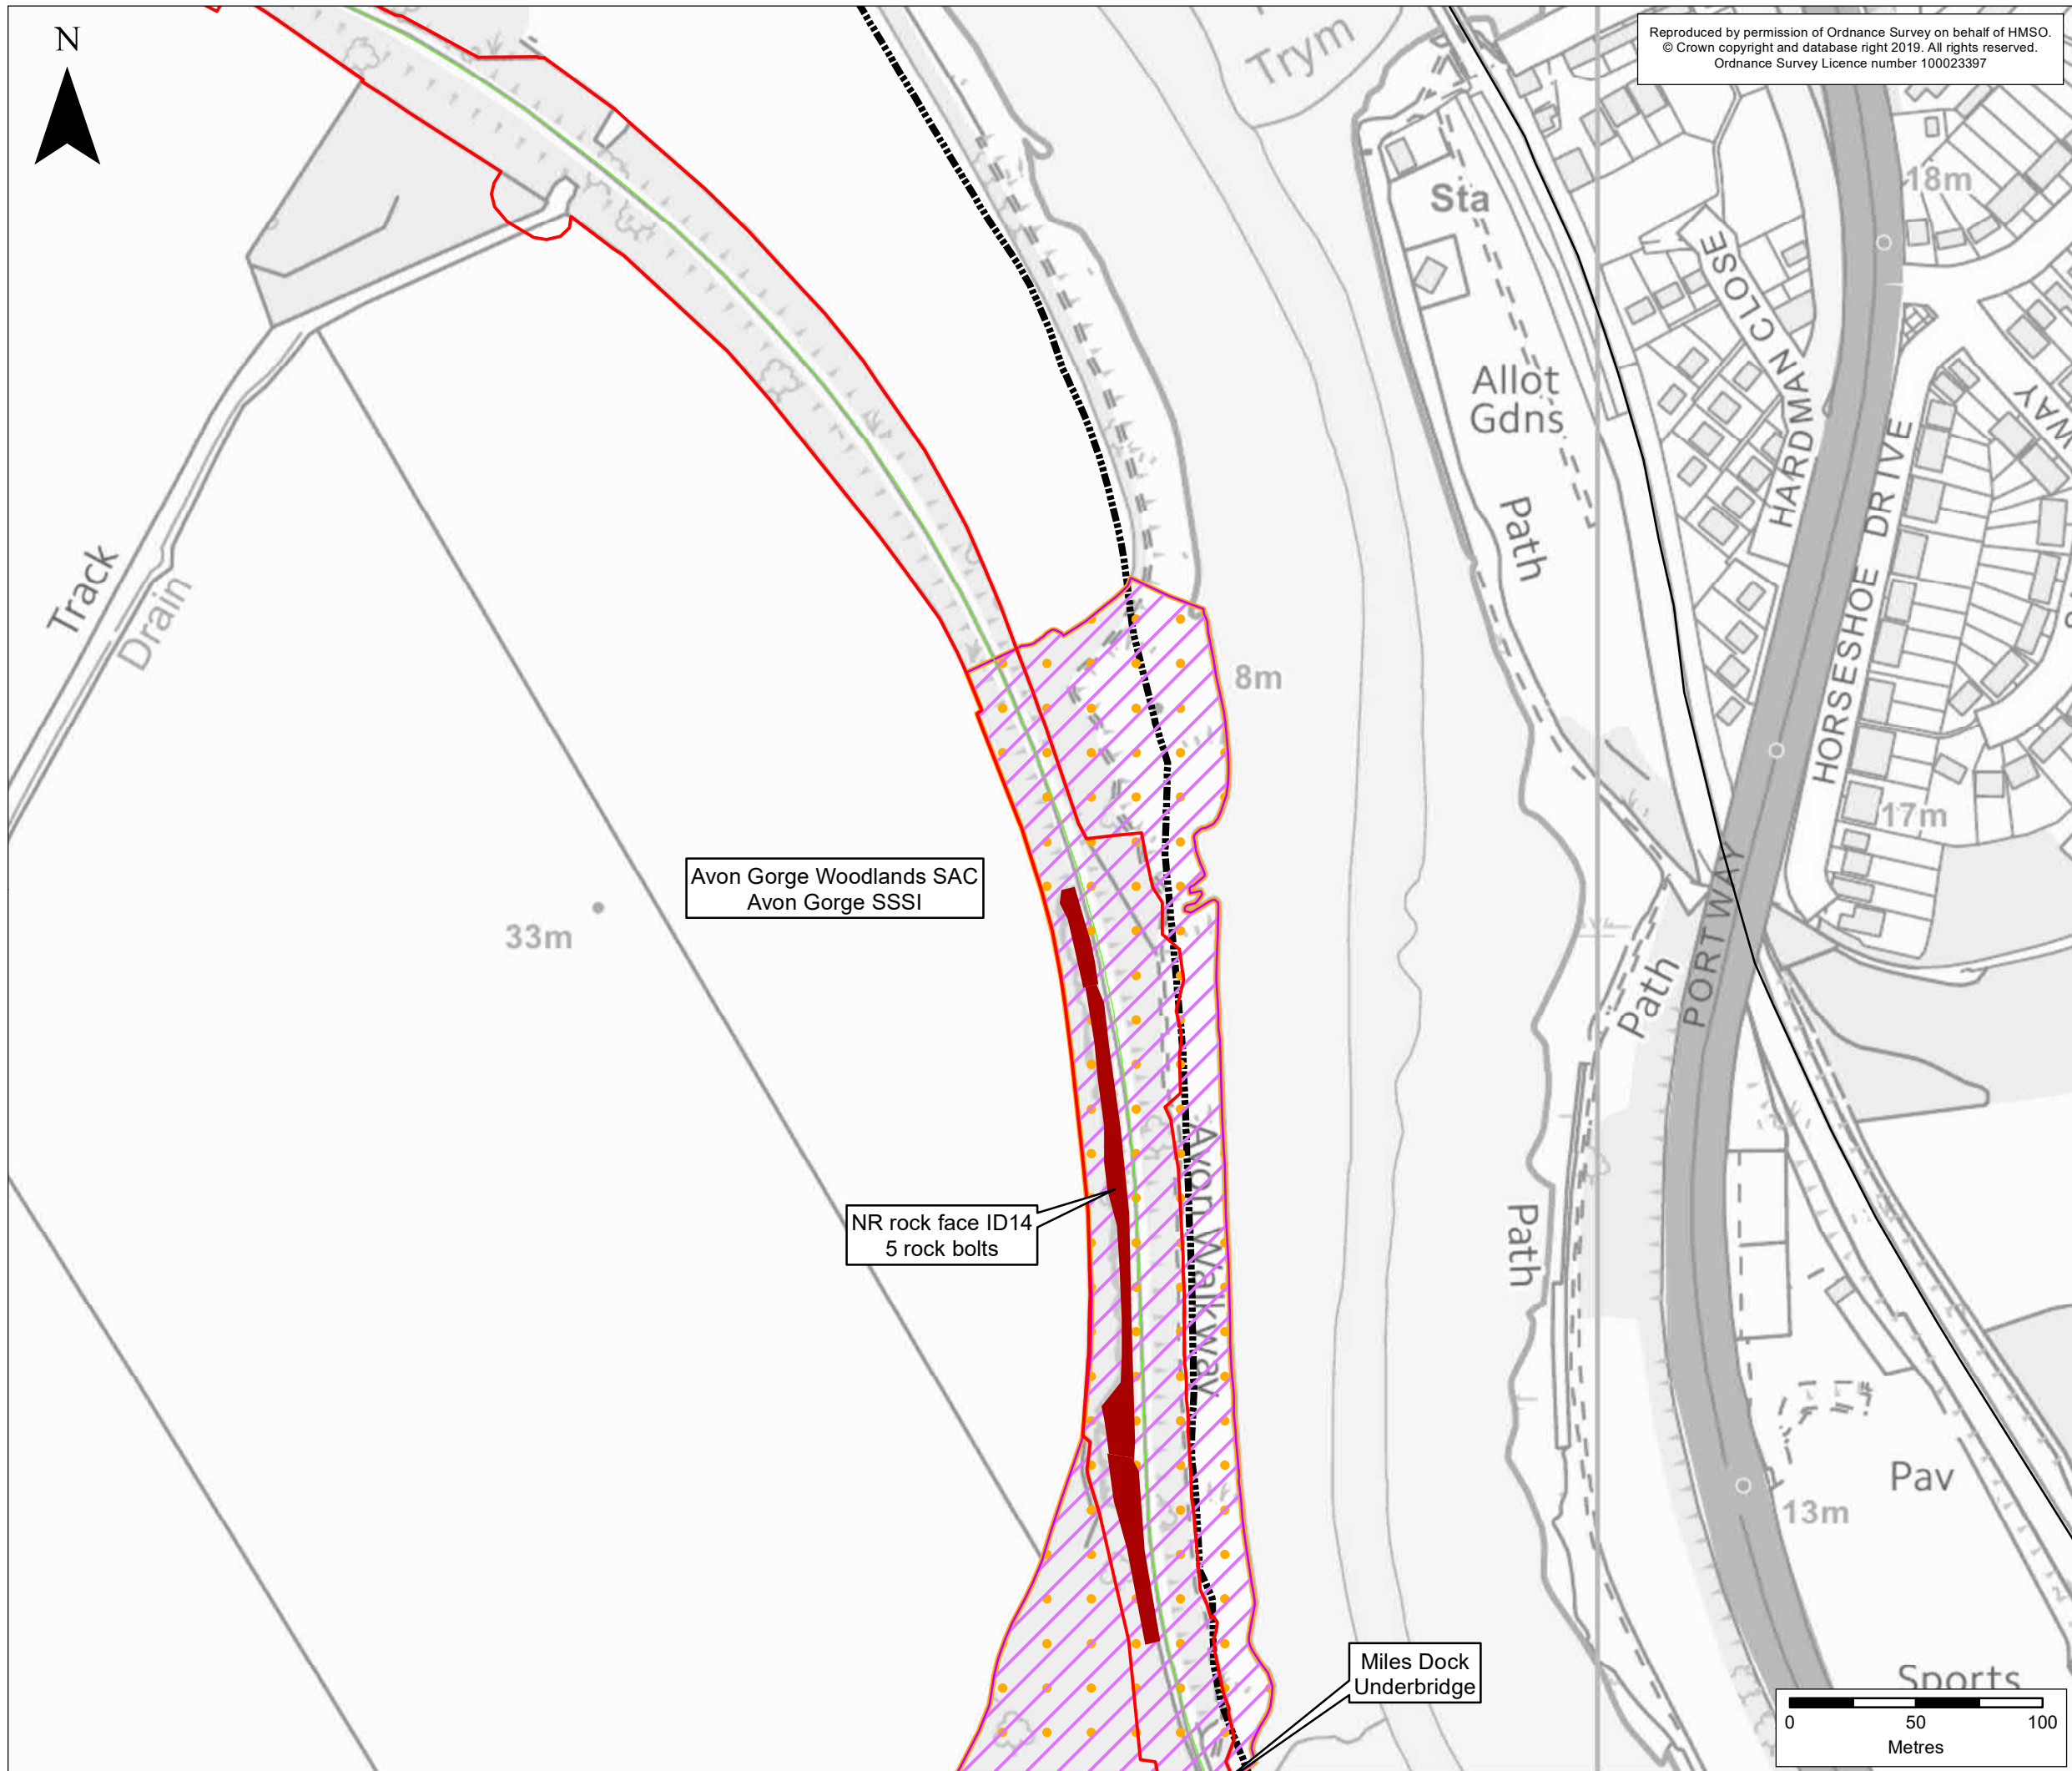 N
Reproduced by permission of Ordnance Survey on behalf of HMSO.
© Crown copyright and database right 2019. All rights reserved.
Ordnance Survey Licence number 100023397
Trym
Sta
18m
HARDMAN CLOSE
Allot
Gdns
WAY
Path
HORSESHOE DRIVE
Track
Drain
8m
17m
Avon Gorge Woodlands SAC
Avon Gorge SSSI
33m
PORTWAY
Path
Avon Walkway
NR rock face ID14
5 rock bolts
Path
Pav
13m
Miles Dock
Underbridge
Sports
0 50 100
Metres